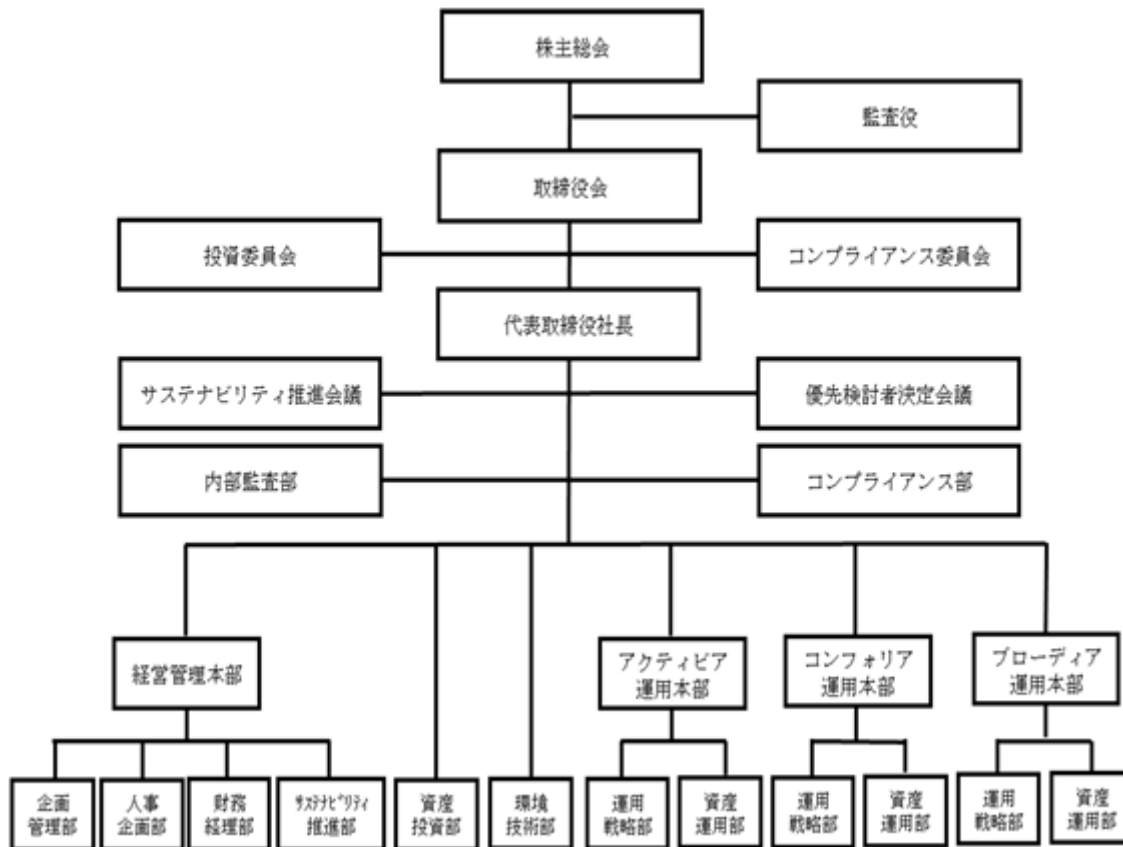 株主総会
監査役
取締役会
投資委員会
コンプライアンス委員会
代表取締役社長
サステナビリティ推進会議
優先検討者決定会議
内部監査部
コンプライアンス部
経営管理本部
アクティビア
運用本部
コンフォリア
運用本部
ブローディア
運用本部
企画
管理部
人事
企画部
財務
経理部
ｻｽﾃﾅﾋﾞﾘﾃｨ
推進部
資産
投資部
環境
技術部
運用
戦略部
資産
運用部
運用
戦略部
資産
運用部
運用
戦略部
資産
運用部